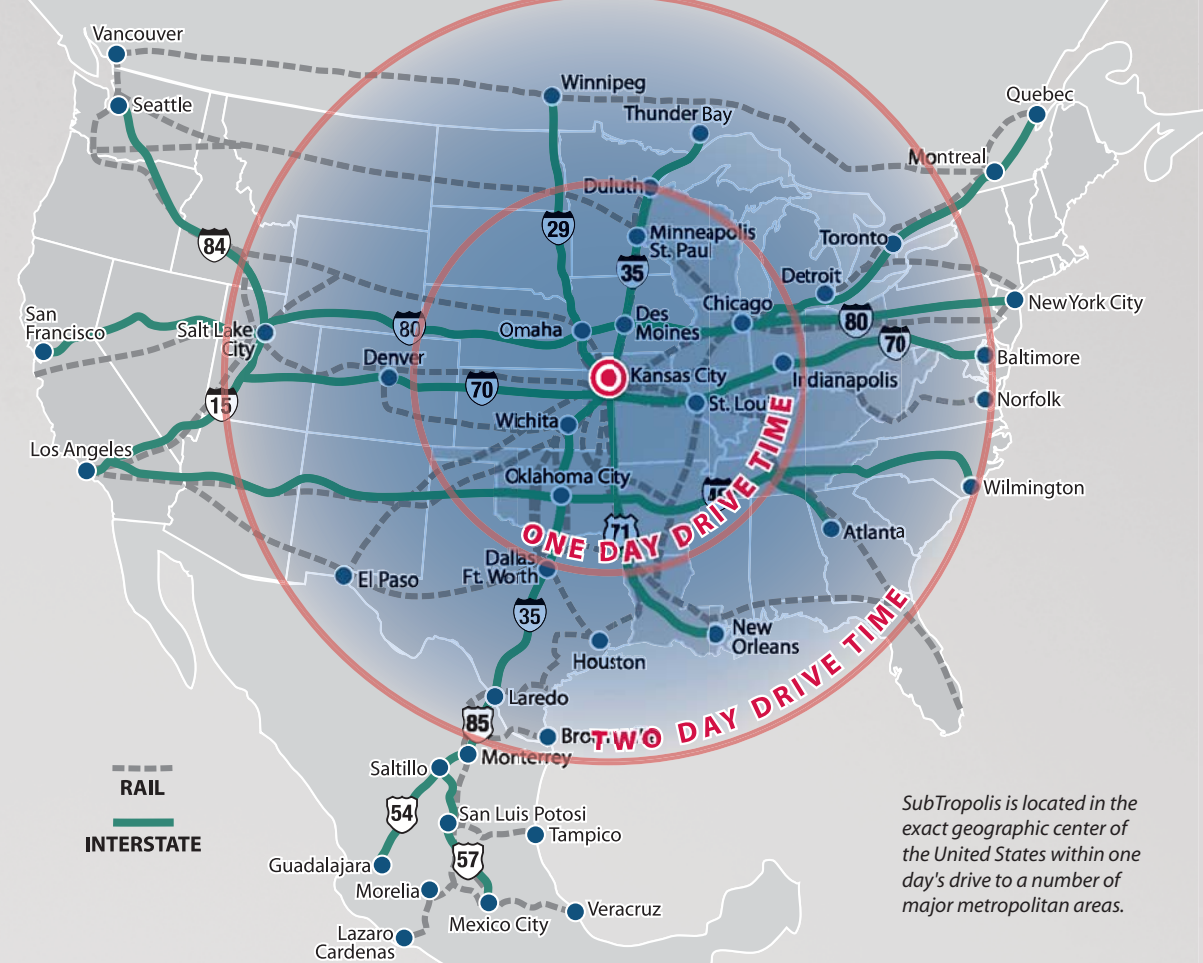 Vancouver
Seattle
Winnipeg
Thunder Bay
Quebec
Montreal
Duluth
29
Minneapolis
St. Paul
84
35
Toronto
Detroit
Chicago
San
Francisco
Salt Lake
City
80
Omaha
Des
Moines
80
New York City
70
Denver
Kansas City
Indianapolis
Baltimore
15
70
St. Lou
Norfolk
Wichita
Los Angeles
Oklahoma City
Wilmington
71
ONE DAY DRIVE TIME
Atlanta
Dallas
Ft. Worth
El Paso
35
New
Orleans
Houston
TWO DAY DRIVE TIME
Laredo
85
Monterrey
Saltillo
RAIL
INTERSTATE
54
San Luis Potosi
Tampico
57
Guadalajara
Morelia
Mexico City
Veracruz
Lazaro
Cardenas
SubTropolis is located in the
exact geographic center of
the United States within one
day's drive to a number of
major metropolitan areas.